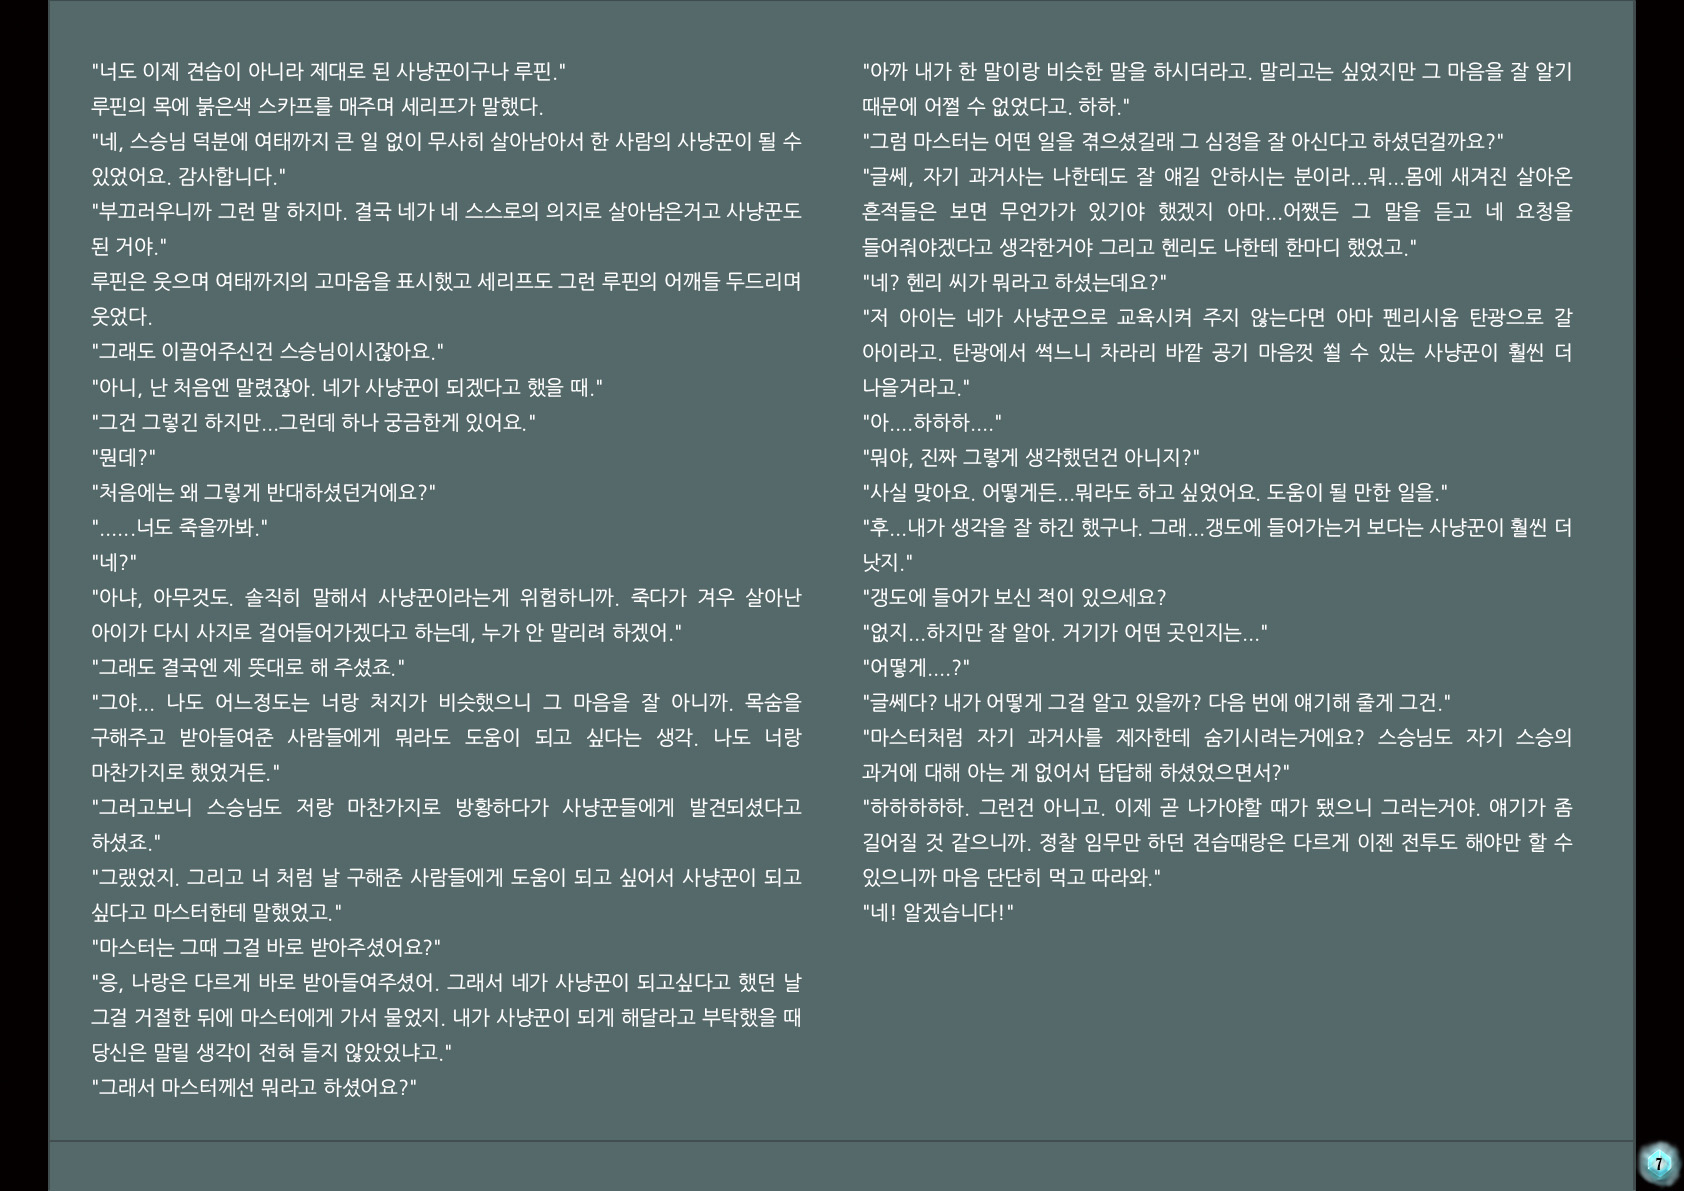 "너도 이제 견습이 아니라 제대로 된 사냥꾼이구나 루핀."
루핀의 목에 붉은색 스카프를 매주며 세리프가 말했다.
"네, 스승님 덕분에 여태까지 큰 일 없이 무사히 살아남아서 한 사람의 사냥꾼이 될 수
있었어요. 감사합니다."
"부끄러우니까 그런 말 하지마. 결국 네가 네 스스로의 의지로 살아남은거고 사냥꾼도
된 거야."
루핀은 웃으며 여태까지의 고마움을 표시했고 세리프도 그런 루핀의 어깨들 두드리며
웃었다.
"그래도 이끌어주신건 스승님이시잖아요."
"아니, 난 처음엔 말렸잖아. 네가 사냥꾼이 되겠다고 했을 때."
"그건 그렇긴 하지만...그런데 하나 궁금한게 있어요."
"뭔데?"
"처음에는 왜 그렇게 반대하셨던거에요?"
"......너도 죽을까봐."
"네?"
"아냐, 아무것도. 솔직히 말해서 사냥꾼이라는게 위험하니까. 죽다가 겨우 살아난
아이가 다시 사지로 걸어들어가겠다고 하는데, 누가 안 말리려 하겠어."
"그래도 결국엔 제 뜻대로 해 주셨죠."
"그야... 나도 어느정도는 너랑 처지가 비슷했으니 그 마음을 잘 아니까. 목숨을
구해주고 받아들여준 사람들에게 뭐라도 도움이 되고 싶다는 생각. 나도 너랑
마찬가지로 했었거든."
"그러고보니 스승님도 저랑 마찬가지로 방황하다가 사냥꾼들에게 발견되셨다고
하셨죠."
"그랬었지. 그리고 너 처럼 날 구해준 사람들에게 도움이 되고 싶어서 사냥꾼이 되고
싶다고 마스터한테 말했었고."
"마스터는 그때 그걸 바로 받아주셨어요?"
"응, 나랑은 다르게 바로 받아들여주셨어. 그래서 네가 사냥꾼이 되고싶다고 했던 날
그걸 거절한 뒤에 마스터에게 가서 물었지. 내가 사냥꾼이 되게 해달라고 부탁했을 때
당신은 말릴 생각이 전혀 들지 않았었냐고."
"그래서 마스터께선 뭐라고 하셨어요?"
"아까 내가 한 말이랑 비슷한 말을 하시더라고. 말리고는 싶었지만 그 마음을 잘 알기
때문에 어쩔 수 없었다고. 하하."
"그럼 마스터는 어떤 일을 겪으셨길래 그 심정을 잘 아신다고 하셨던걸까요?"
"글쎄, 자기 과거사는 나한테도 잘 얘길 안하시는 분이라...뭐...몸에 새겨진 살아온
흔적들은 보면 무언가가 있기야 했겠지 아마...어쨌든 그 말을 듣고 네 요청을
들어줘야겠다고 생각한거야 그리고 헨리도 나한테 한마디 했었고."
"네? 헨리 씨가 뭐라고 하셨는데요?"
"저 아이는 네가 사냥꾼으로 교육시켜 주지 않는다면 아마 펜리시움 탄광으로 갈
아이라고. 탄광에서 썩느니 차라리 바깥 공기 마음껏 쐴 수 있는 사냥꾼이 훨씬 더
나을거라고."
"아....하하하...."
"뭐야, 진짜 그렇게 생각했던건 아니지?"
"사실 맞아요. 어떻게든...뭐라도 하고 싶었어요. 도움이 될 만한 일을."
"후...내가 생각을 잘 하긴 했구나. 그래...갱도에 들어가는거 보다는 사냥꾼이 훨씬 더
낫지."
"갱도에 들어가 보신 적이 있으세요?
"없지...하지만 잘 알아. 거기가 어떤 곳인지는..."
"어떻게....?"
"글쎄다? 내가 어떻게 그걸 알고 있을까? 다음 번에 얘기해 줄게 그건."
"마스터처럼 자기 과거사를 제자한테 숨기시려는거에요? 스승님도 자기 스승의
과거에 대해 아는 게 없어서 답답해 하셨었으면서?"
"하하하하하. 그런건 아니고. 이제 곧 나가야할 때가 됐으니 그러는거야. 얘기가 좀
길어질 것 같으니까. 정찰 임무만 하던 견습때랑은 다르게 이젠 전투도 해야만 할 수
있으니까 마음 단단히 먹고 따라와."
"네! 알겠습니다!"
7